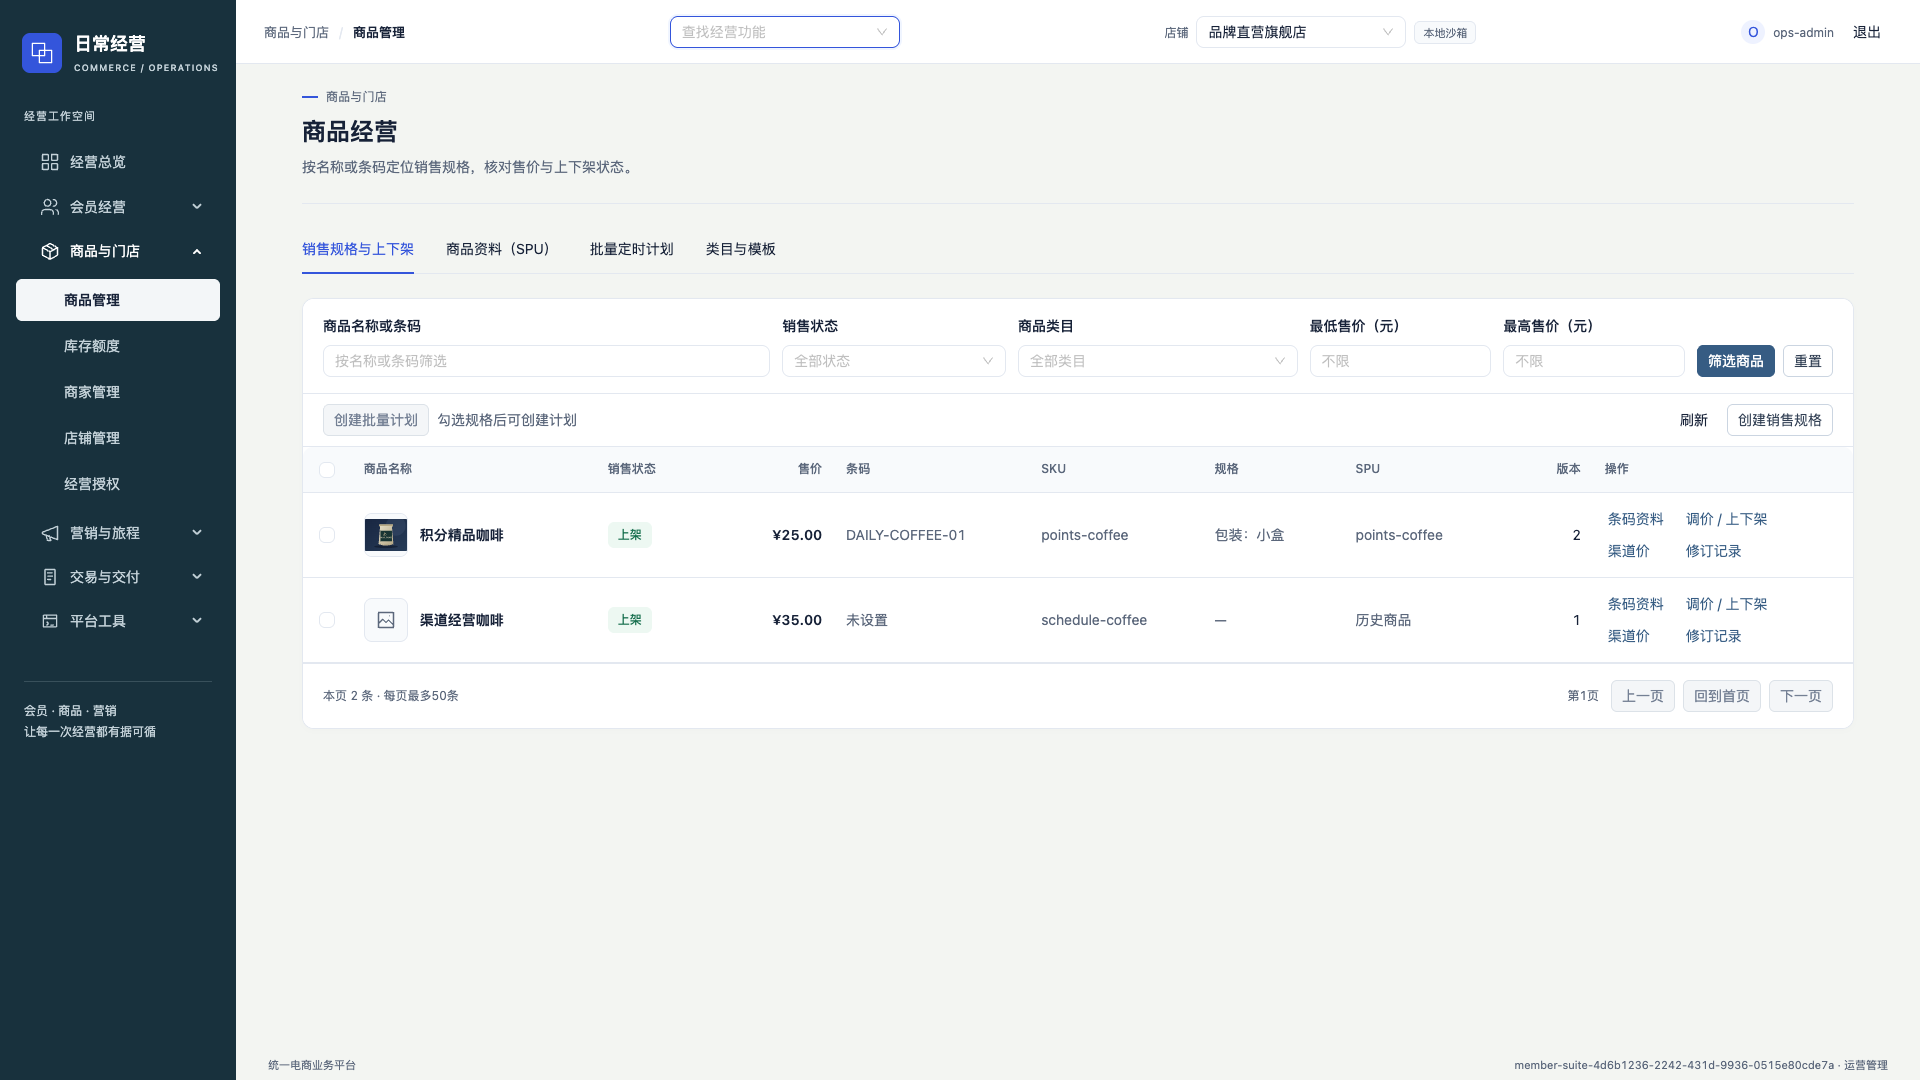 日常经营
COMMERCE / OPERATIONS
经营工作空间
经营总览
会员经营
商品与门店
商品管理
库存额度
商家管理
店铺管理
经营授权
营销与旅程
交易与交付
平台工具
会员 · 商品 · 营销
让每一次经营都有据可循
商品与门店 / 商品管理
查找经营功能
店铺 品牌直营旗舰店 本地沙箱
O ops-admin 退出
商品与门店
商品经营
按名称或条码定位销售规格，核对售价与上下架状态。
销售规格与上下架 商品资料（SPU） 批量定时计划 类目与模板
商品名称或条码 销售状态 商品类目 最低售价（元） 最高售价（元）
按名称或条码筛选 全部状态 全部类目 不限 不限 筛选商品 重置
创建批量计划 勾选规格后可创建计划 刷新 创建销售规格
商品名称 销售状态 售价 条码 SKU 规格 SPU 版本 操作
积分精品咖啡 上架 ¥25.00 DAILY-COFFEE-01 points-coffee 包装：小盒 points-coffee 2 条码资料 调价 / 上下架
渠道价 修订记录
渠道经营咖啡 上架 ¥35.00 未设置 schedule-coffee — 历史商品 1 条码资料 调价 / 上下架
渠道价 修订记录
本页 2 条 · 每页最多50条 第1页 上一页 回到首页 下一页
统一电商业务平台 member-suite-4d6b1236-2242-431d-9936-0515e80cde7a · 运营管理